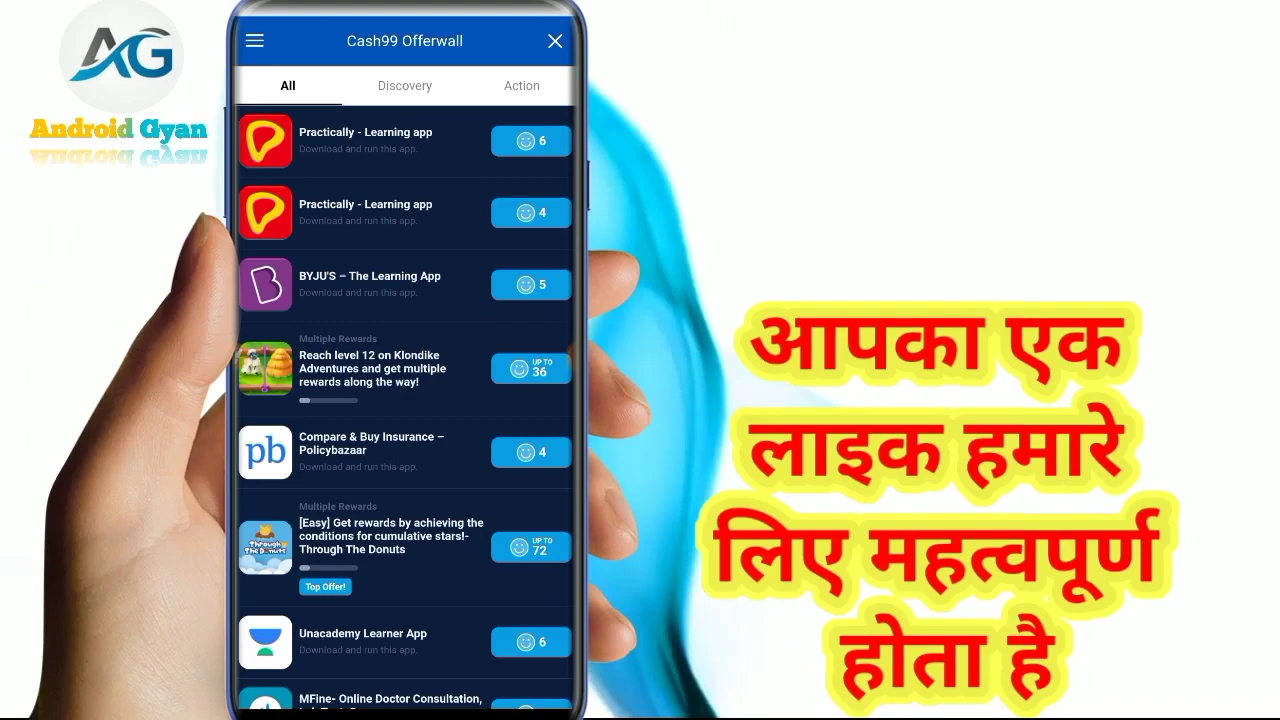 AG
Android Gyan
Cash99 Offerwall
All
Discovery
Action
Practically - Learning app
Download and run this app.
6
Practically - Learning app
Download and run this app.
4
BYJU'S – The Learning App
Download and run this app.
5
Multiple Rewards
Reach level 12 on Klondike
Adventures and get multiple
rewards along the way!
UP TO
36
pb
Compare & Buy Insurance –
Policybazaar
Download and run this app.
4
Multiple Rewards
[Easy] Get rewards by achieving the
conditions for cumulative stars!-
Through The Donuts
Through
The Donuts
UP TO
72
Top Offer!
Unacademy Learner App
6
MFine- Online Doctor Consultation,
आपका एक
लाइक हमारे
लिए महत्वपूर्ण
होता है